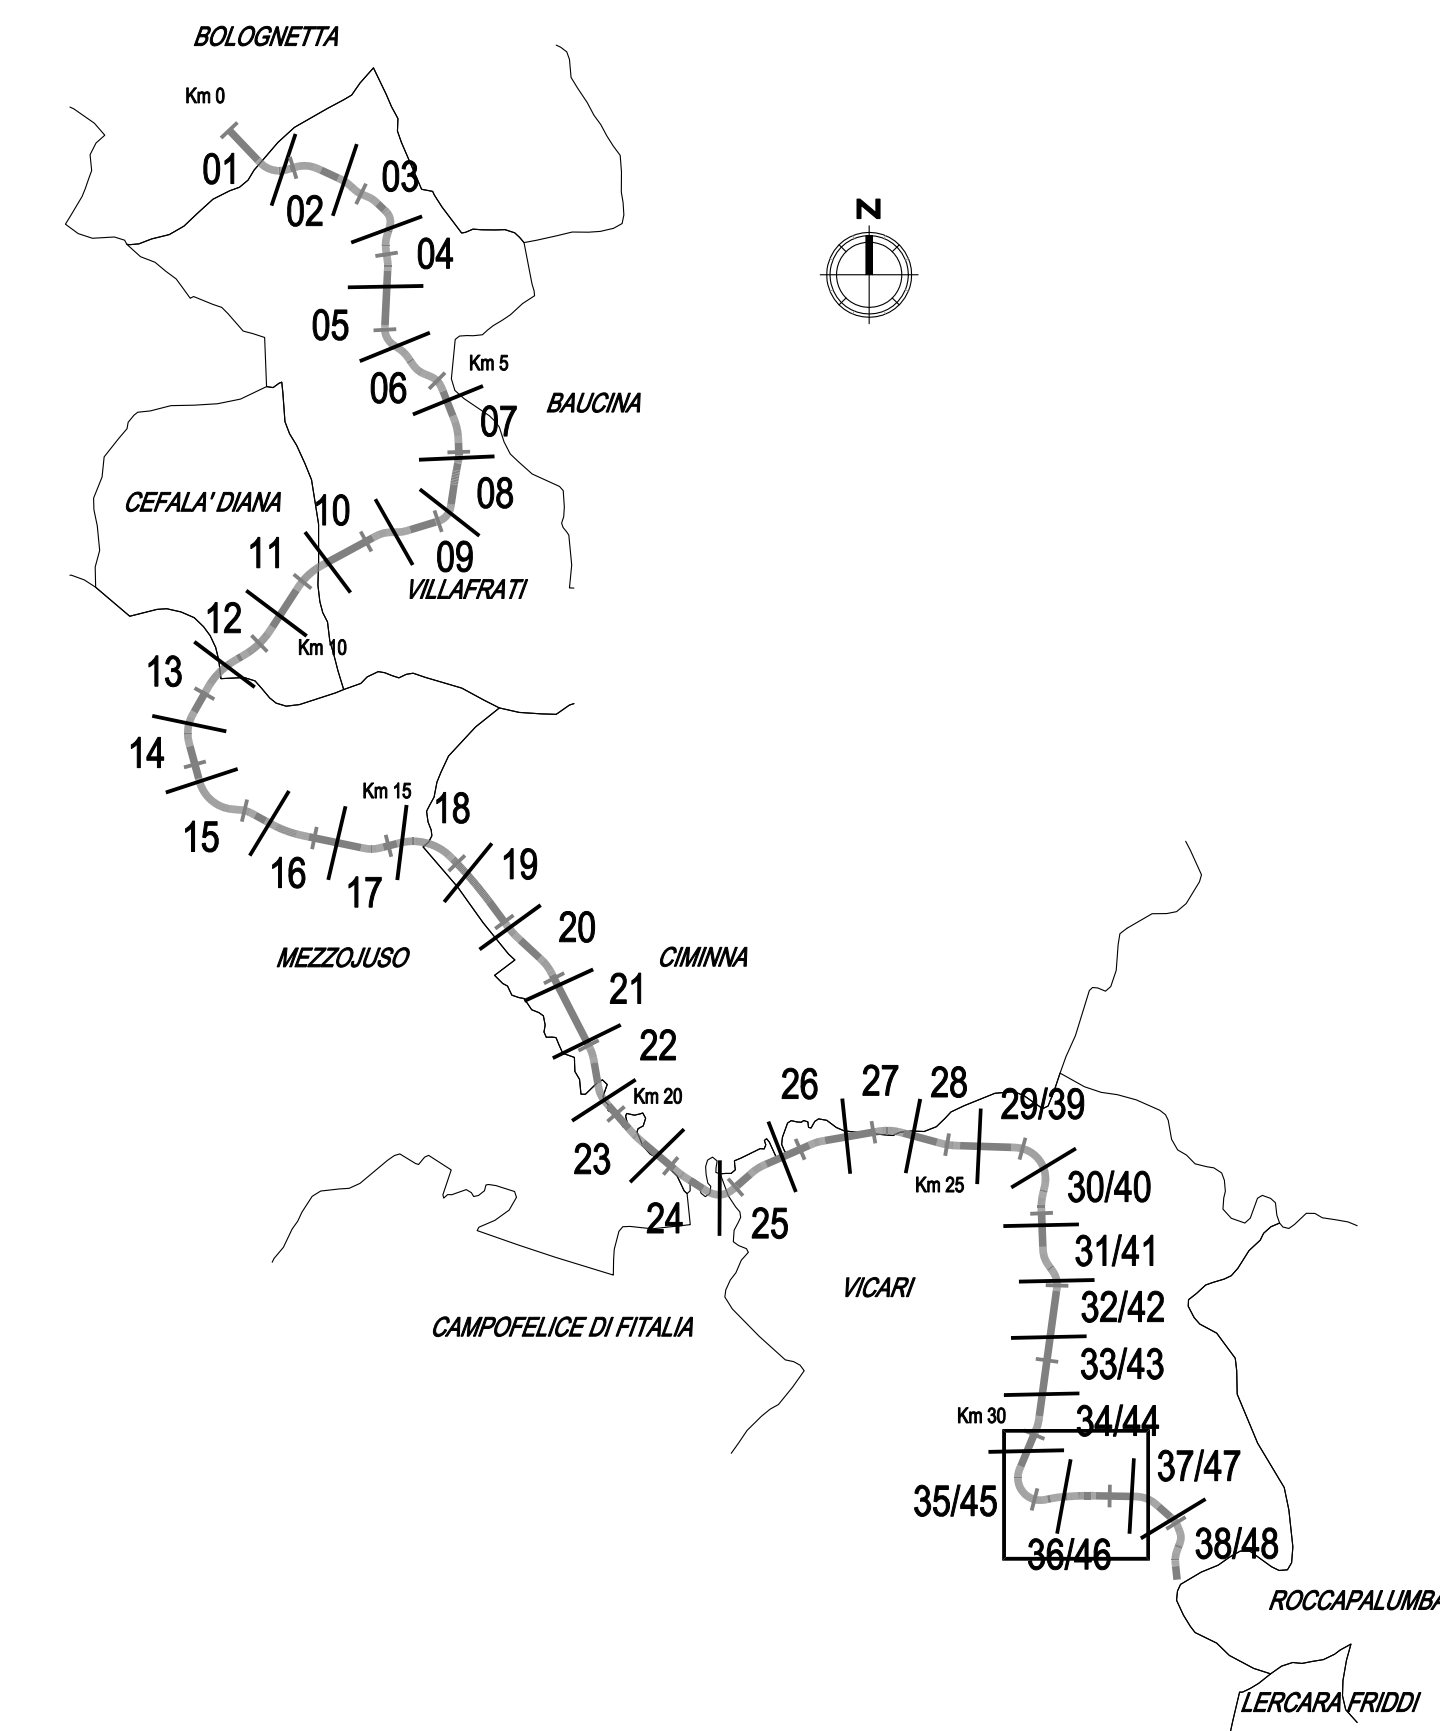 BOLOGNETTA
Km 0
01
02
03
N
04
05
Km 5
06
BAUCINA
07
CEFALA' DIANA
08
10
11
09
VILLAFRATI
12
Km 10
13
14
Km 15
18
15
16
17
19
20
MEZZOJUSO
CIMINNA
21
22
Km 20
23
24
25
26
27
28
29/39
Km 25
30/40
31/41
VICARI
32/42
CAMPOFELICE DI FITALIA
33/43
Km 30
34/44
37/47
35/45
36/46
38/48
ROCCAPALUMBA
LERCARA FRIDDI